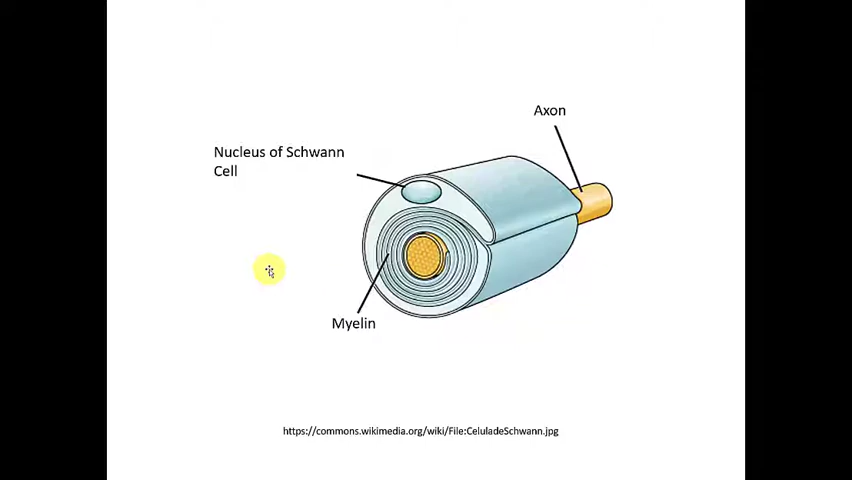 Axon
Nucleus of Schwann
Cell
Myelin
https://commons.wikimedia.org/wiki/File:CeluladeSchwann.jpg